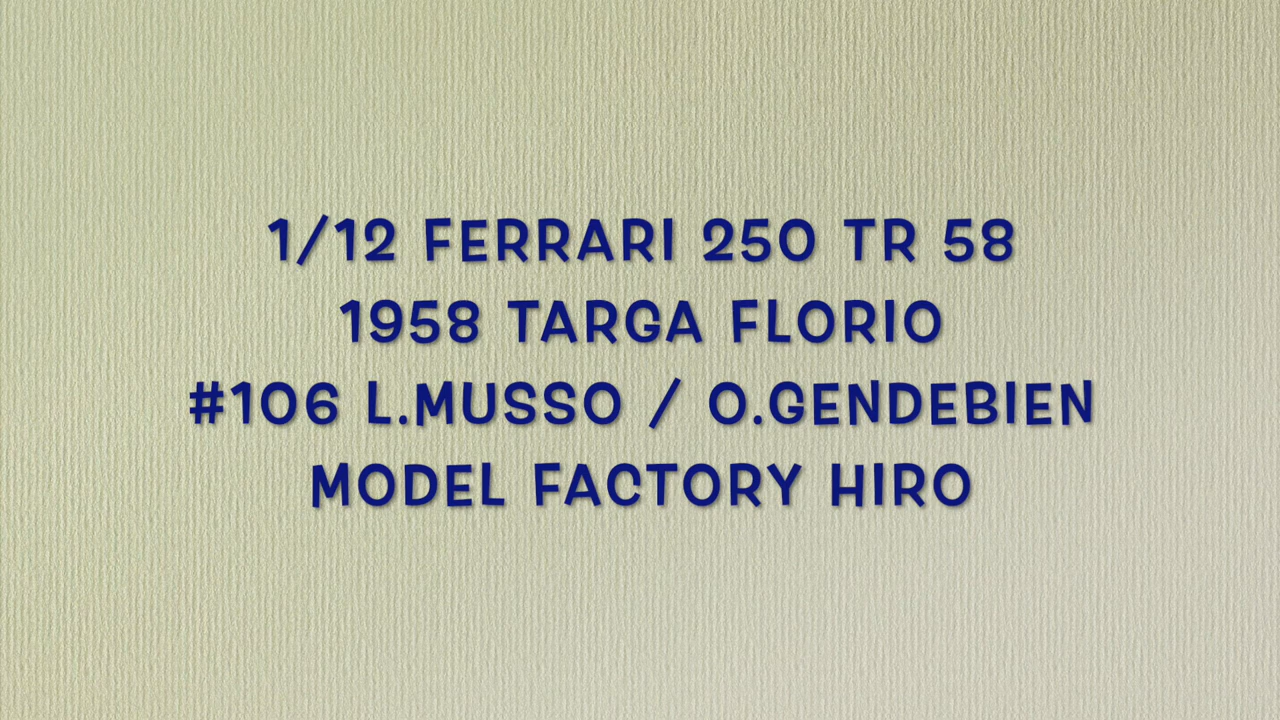 1/12 FERRARI 250 TR 58
1958 TARGA FLORIO
#106 L.MUSSO / O.GENDEBIEN
MODEL FACTORY HIRO